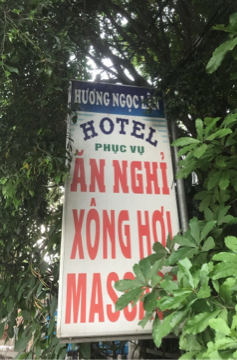 HƯƠNG NGỌC LAN
HOTEL
PHỤC VỤ
ĂN NGHỈ
XÔNG HƠI